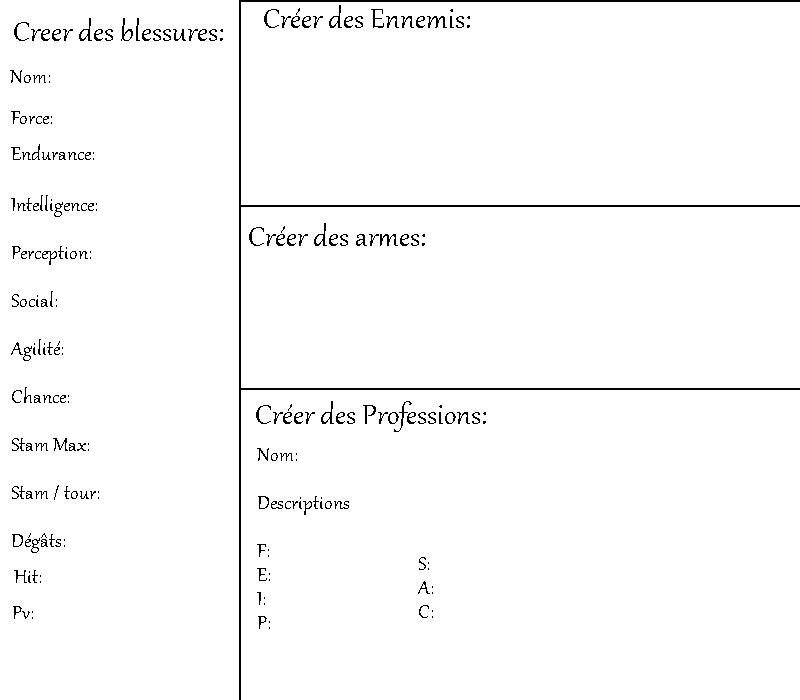 Creer des blessures:
Nom:
Force:
Endurance:
Intelligence:
Perception:
Social:
Agilité:
Chance:
Stam Max:
Stam / tour:
Dégâts:
Hit:
Pv:
Créer des Ennemis:
Créer des armes:
Créer des Professions:
Nom:
Descriptions
F:
E:
I:
P:
S:
A:
C: